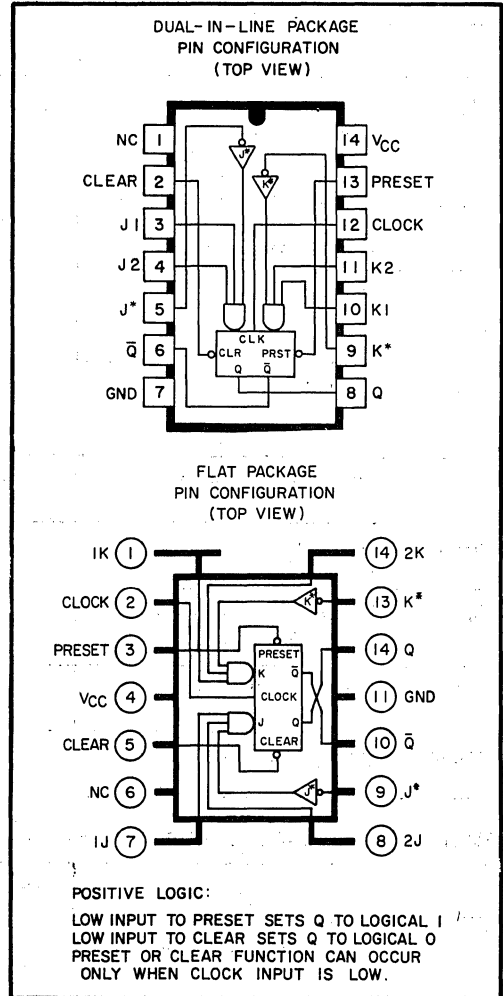 DUAL-IN-LINE PACKAGE
PIN CONFIGURATION
(TOP VIEW)
NC 1
14 VCC
J*
K*
CLEAR 2
13 PRESET
J1 3
12 CLOCK
J2 4
11 K2
J* 5
10 K1
CLK
CLR PRST
Q Q̅
Q̅ 6
9 K*
GND 7
8 Q
FLAT PACKAGE
PIN CONFIGURATION
(TOP VIEW)
1K 1
14 2K
CLOCK 2
K*
13 K*
PRESET 3
PRESET
14 Q
K Q̅
VCC 4
CLOCK
11 GND
J Q
CLEAR 5
CLEAR
10 Q̅
NC 6
J*
9 J*
1J 7
8 2J
POSITIVE LOGIC:
LOW INPUT TO PRESET SETS Q TO LOGICAL 1
LOW INPUT TO CLEAR SETS Q TO LOGICAL 0
PRESET OR CLEAR FUNCTION CAN OCCUR
ONLY WHEN CLOCK INPUT IS LOW.